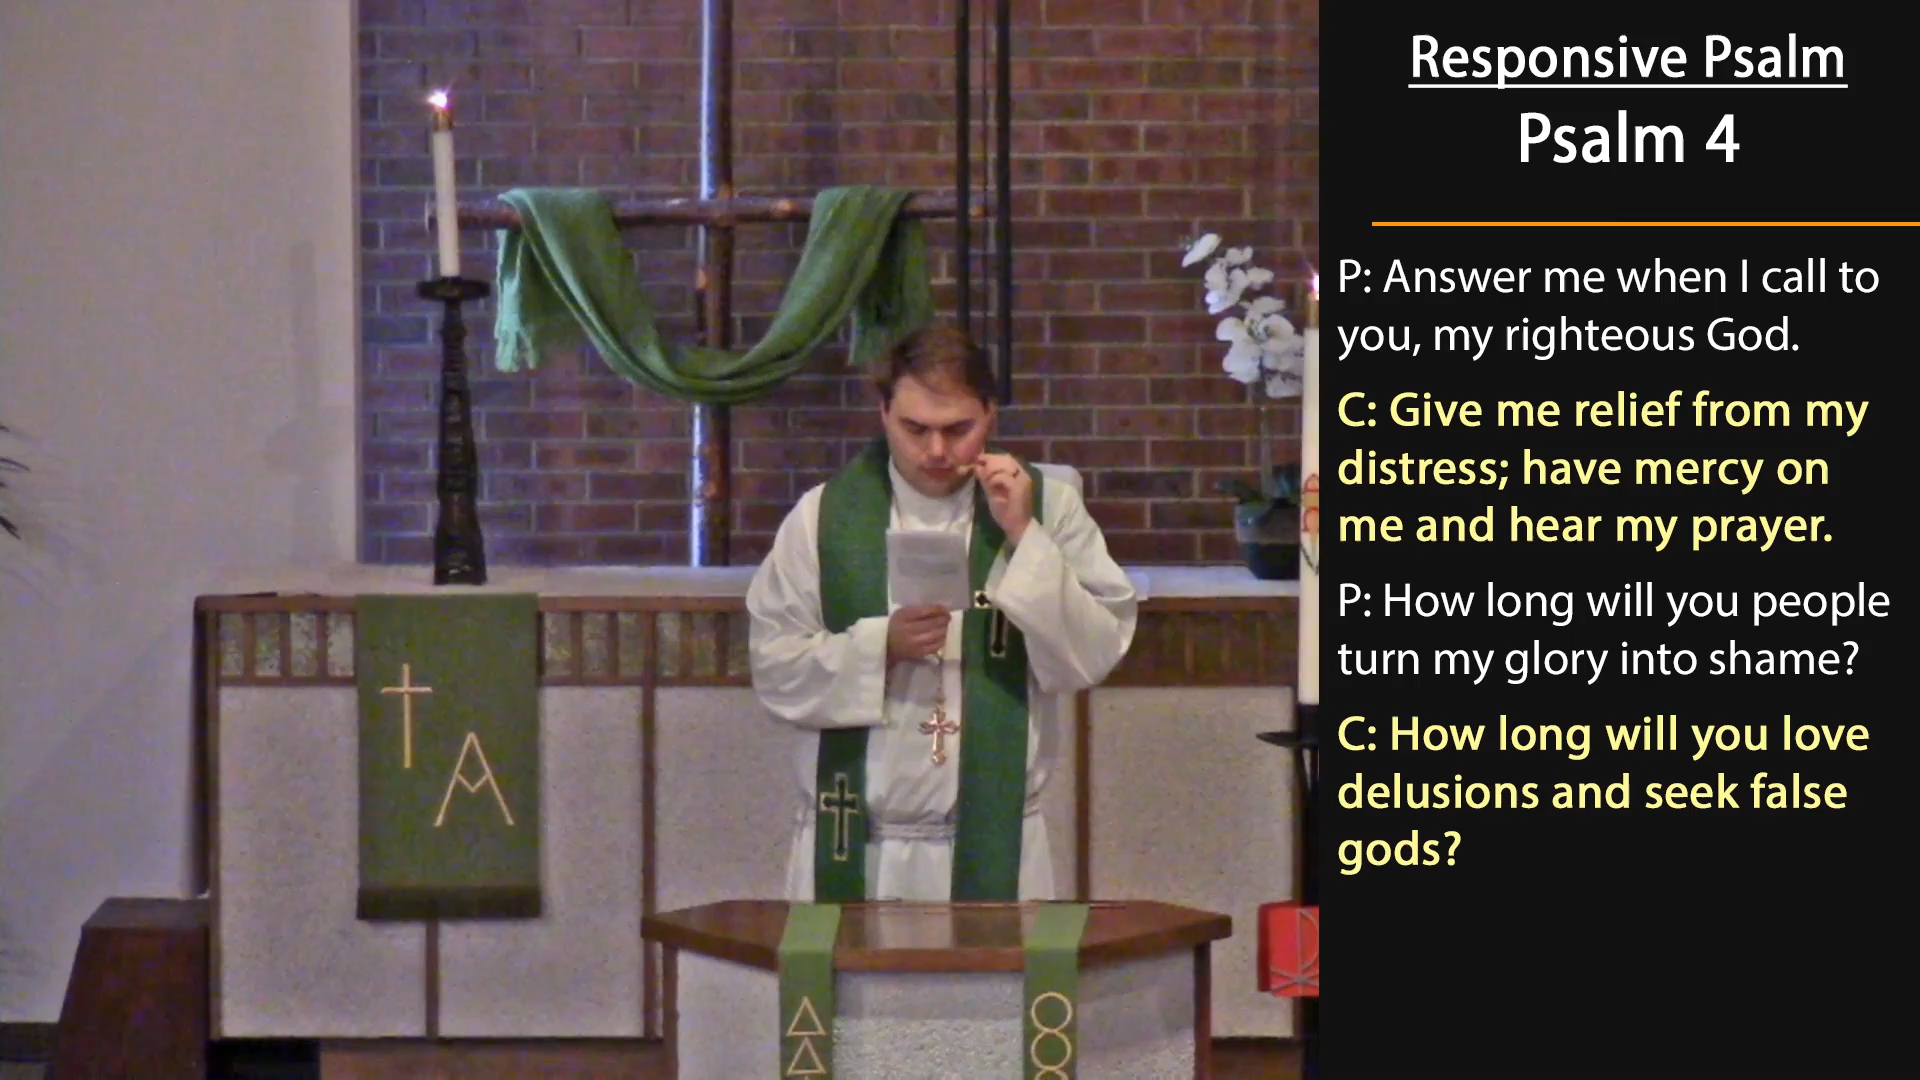 Responsive Psalm
Psalm 4
P: Answer me when I call to
you, my righteous God.
C: Give me relief from my
distress; have mercy on
me and hear my prayer.
P: How long will you people
turn my glory into shame?
C: How long will you love
delusions and seek false
gods?